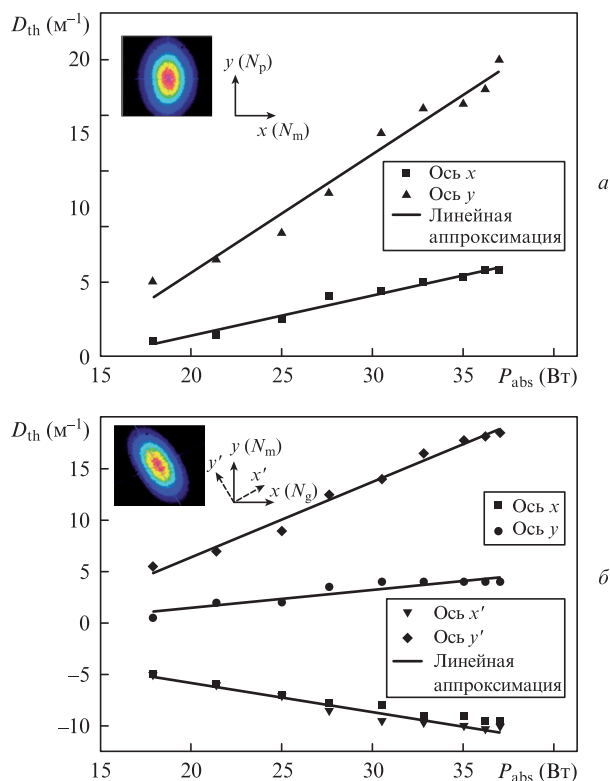 D_th (м⁻¹)
20
15
10
5
0
y (N_p)
x (N_m)
Ось x
Ось y
Линейная
аппроксимация
а
15 20 25 30 35 P_abs (Вт)
D_th (м⁻¹)
15
10
5
0
−5
−10
y′
y (N_m)
x′
x (N_g)
Ось x
Ось y
б
Ось x′
Ось y′
Линейная
аппроксимация
15 20 25 30 35 P_abs (Вт)